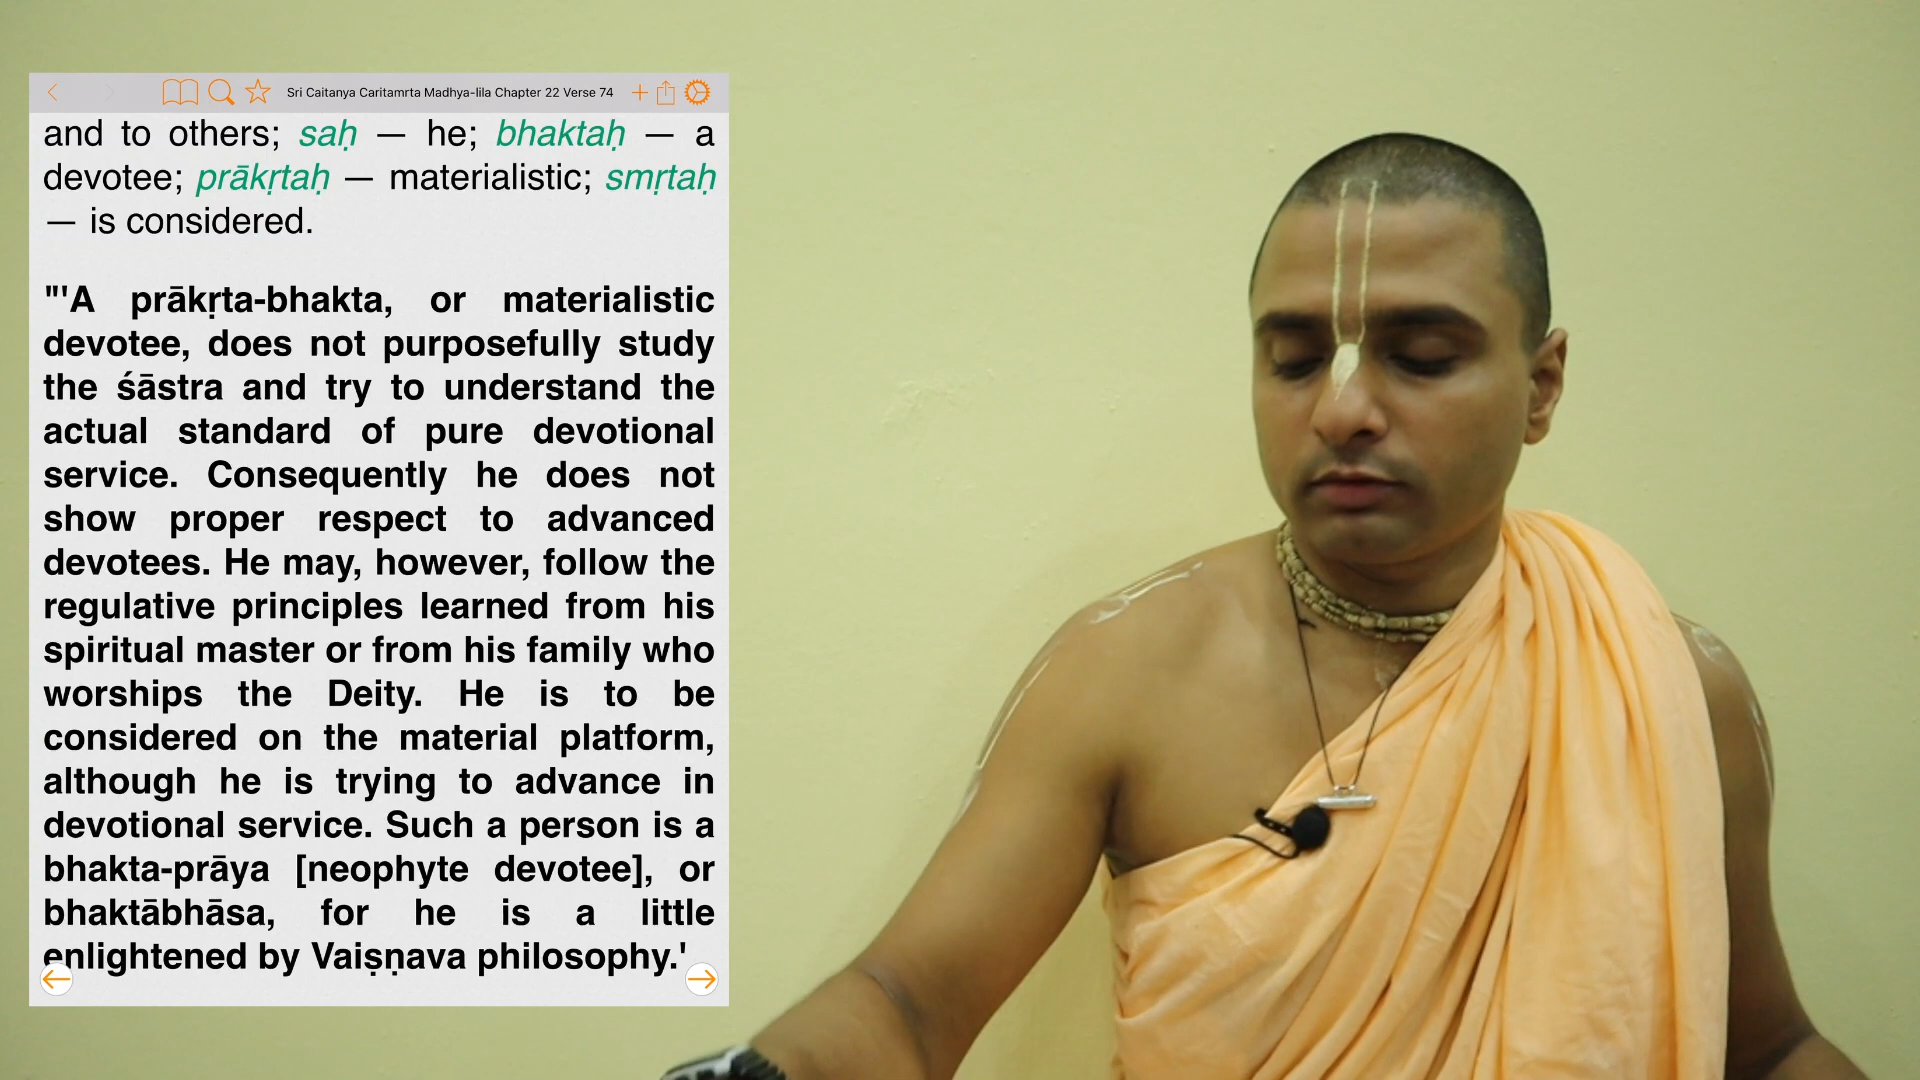 Sri Caitanya Caritamrta Madhya-lila Chapter 22 Verse 74
and to others; saḥ — he; bhaktaḥ — a
devotee; prākṛtaḥ — materialistic; smṛtaḥ
— is considered.
"'A prākṛta-bhakta, or materialistic
devotee, does not purposefully study
the śāstra and try to understand the
actual standard of pure devotional
service. Consequently he does not
show proper respect to advanced
devotees. He may, however, follow the
regulative principles learned from his
spiritual master or from his family who
worships the Deity. He is to be
considered on the material platform,
although he is trying to advance in
devotional service. Such a person is a
bhakta-prāya [neophyte devotee], or
bhaktābhāsa, for he is a little
enlightened by Vaiṣṇava philosophy.'